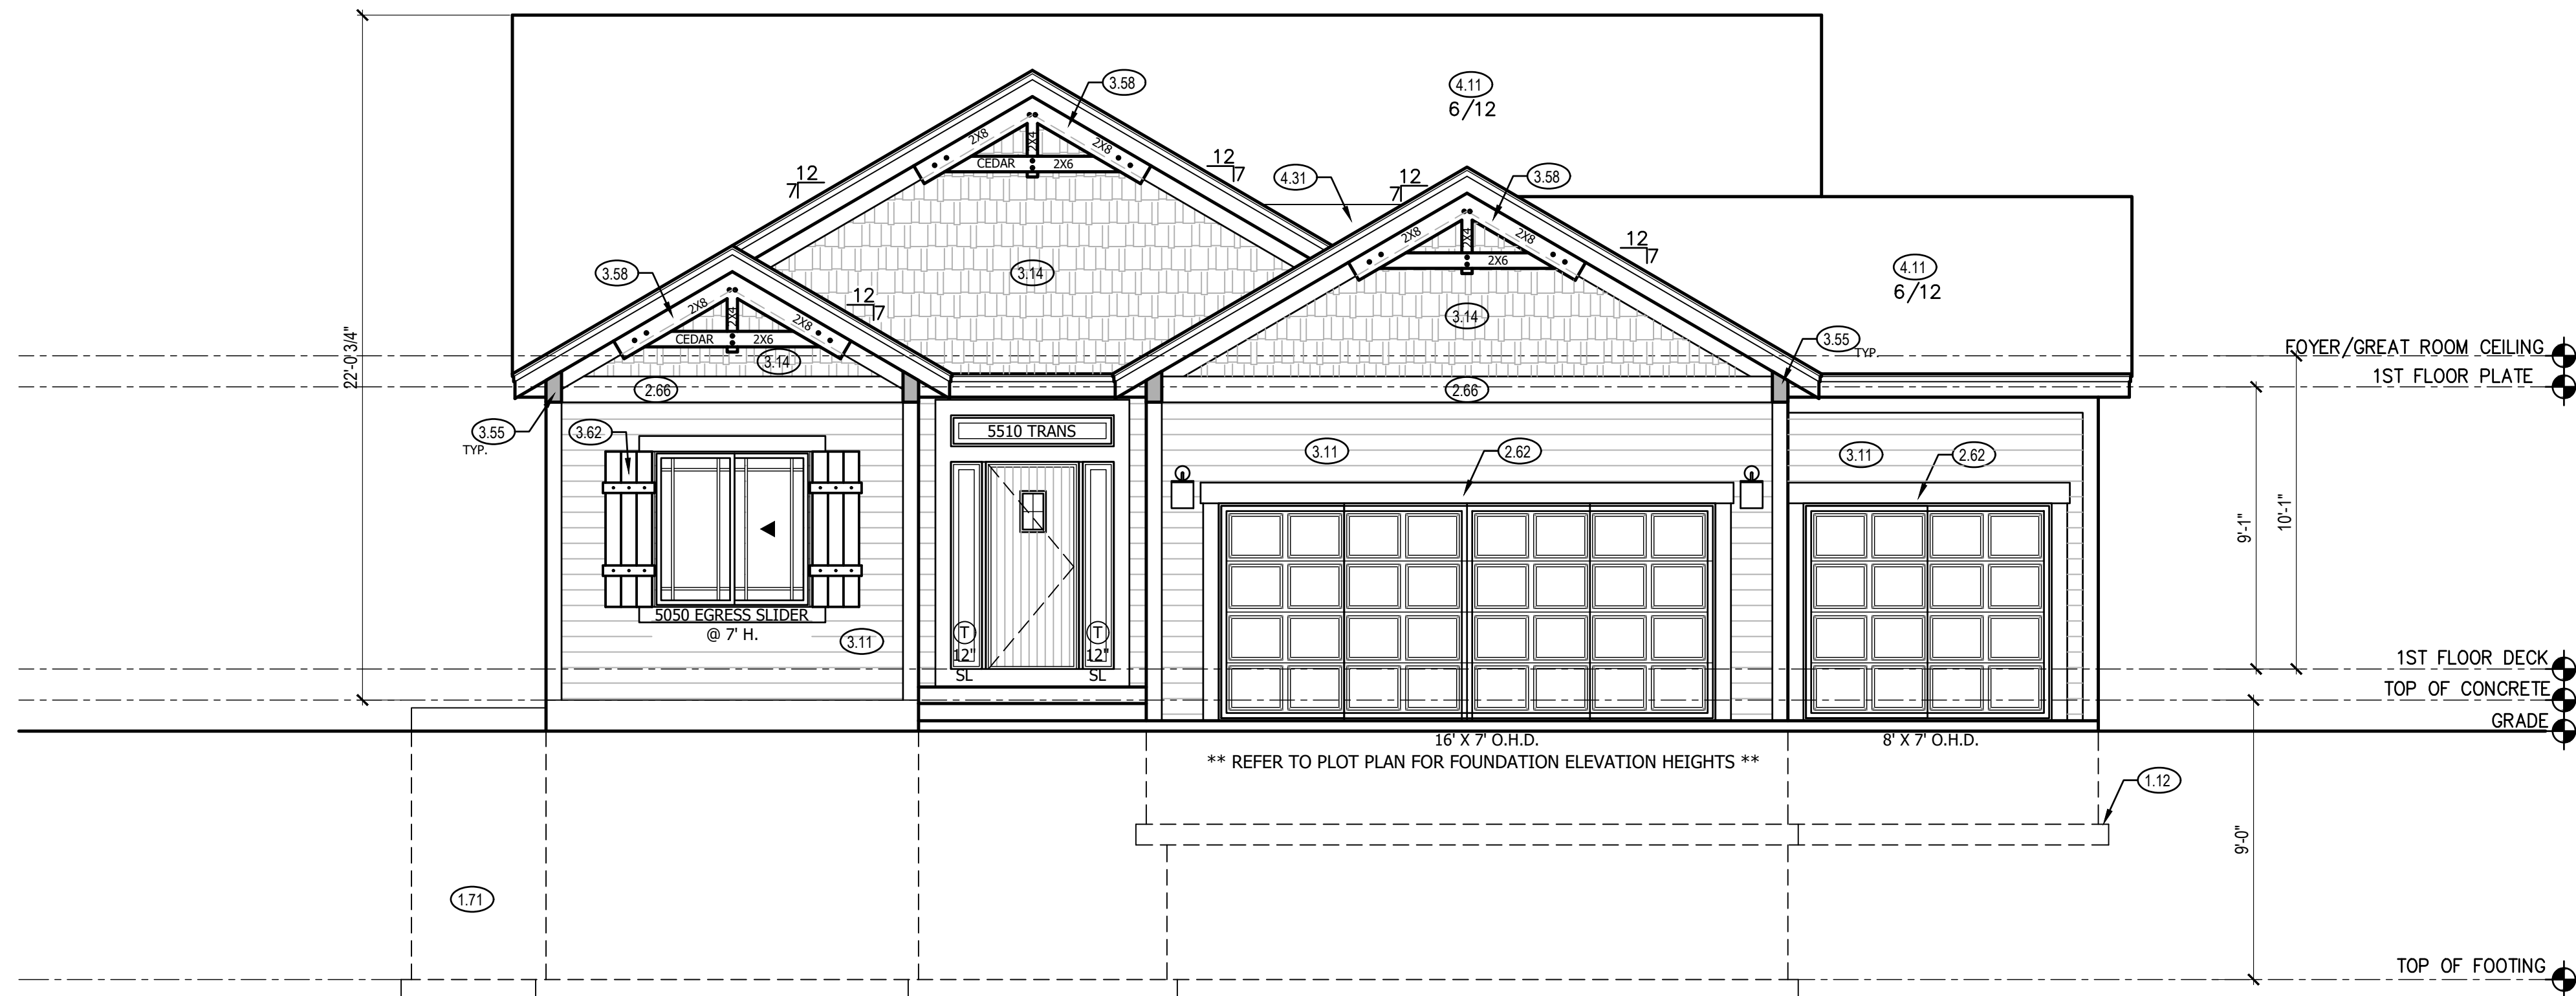 3.58
4.11
6/12
2X8
2X4
2X8
CEDAR
2X6
12
7
12
7
4.31
12
7
3.58
2X8
2X4
2X8
2X6
12
7
3.58
3.14
4.11
6/12
2X8
2X4
2X8
CEDAR
2X6
12
7
3.14
3.14
3.55
TYP.
22'-0 3/4"
FOYER/GREAT ROOM CEILING
1ST FLOOR PLATE
2.66
2.66
3.55
TYP.
3.62
5510 TRANS
3.11
2.62
3.11
2.62
9'-1"
10'-1"
5050 EGRESS SLIDER
@ 7' H.
3.11
T
12"
SL
T
12"
SL
1ST FLOOR DECK
TOP OF CONCRETE
GRADE
16' X 7' O.H.D.
8' X 7' O.H.D.
** REFER TO PLOT PLAN FOR FOUNDATION ELEVATION HEIGHTS **
1.12
9'-0"
1.71
TOP OF FOOTING